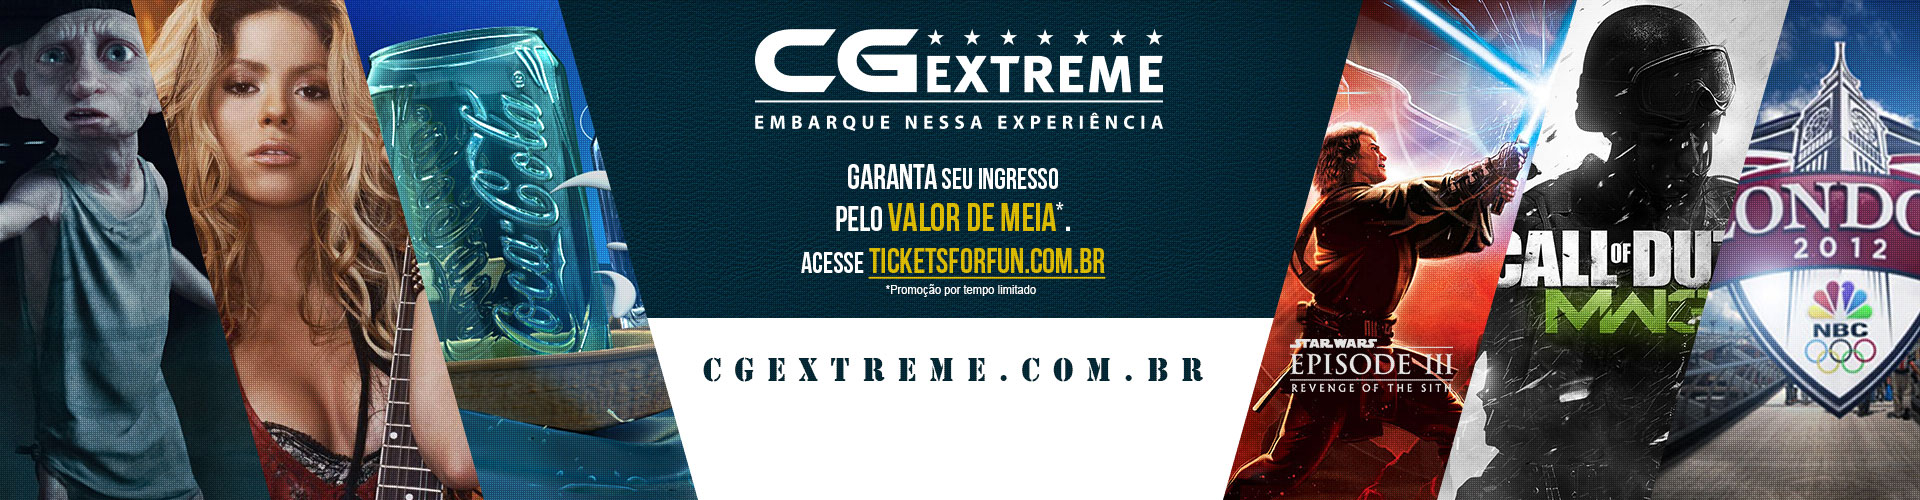 CG EXTREME
EMBARQUE NESSA EXPERIÊNCIA
GARANTA SEU INGRESSO
PELO VALOR DE MEIA*.
ACESSE TICKETSFORFUN.COM.BR
*Promoção por tempo limitado
CGEXTREME.COM.BR
Coca-Cola
STAR WARS
EPISODE III
REVENGE OF THE SITH
CALL OF DUT
MW3
LONDO
2012
NBC